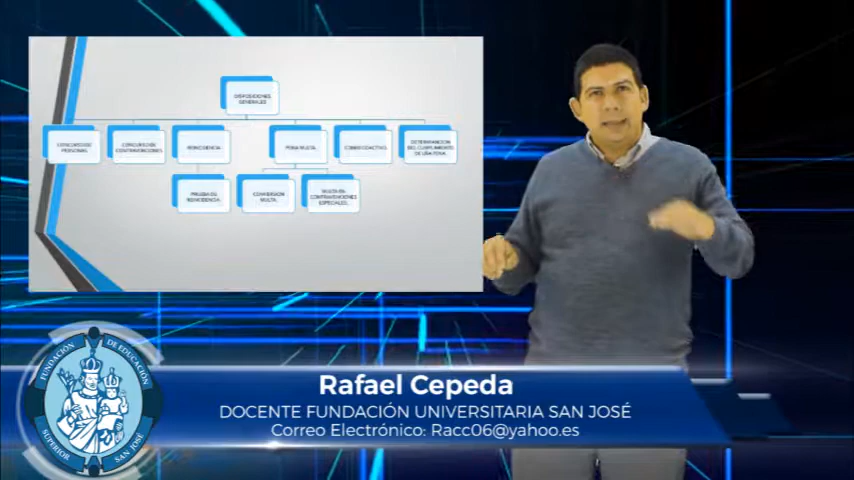 DISPOSICIONES
GENERALES
CONCURSO DE
PERSONAS.
CONCURSO DE
CONTRAVENCIONES
REINCIDENCIA
PENA MULTA.
COBRO COACTIVO.
DETERMINACION
DEL CUMPLIMIENTO
DE UNA PENA.
PRUEBA DE
REINCIDENCIA.
CONVERSION
MULTA.
MULTA EN
CONTRAVENCIONES
ESPECIALES.
Rafael Cepeda
DOCENTE FUNDACIÓN UNIVERSITARIA SAN JOSÉ
Correo Electrónico: Racc06@yahoo.es
FUNDACIÓN DE EDUCACIÓN
SUPERIOR SAN JOSÉ